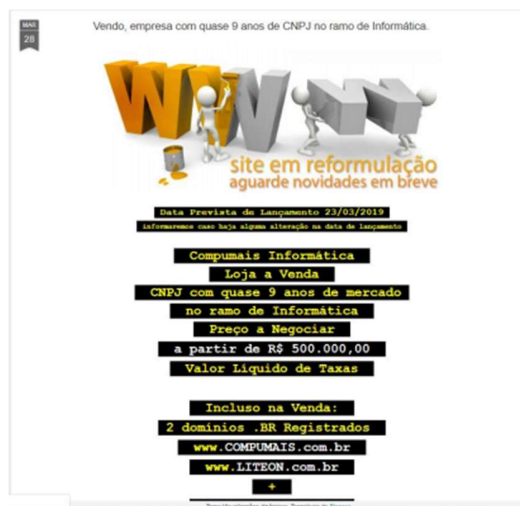 MAR
28
Vendo, empresa com quase 9 anos de CNPJ no ramo de Informática.
WWW
site em reformulação
aguarde novidades em breve
Data Prevista de Lançamento 23/03/2019
informaremos caso haja alguma alteração na data de lançamento
Compumais Informática
Loja a Venda
CNPJ com quase 9 anos de mercado
no ramo de Informática
Preço a Negociar
a partir de R$ 500.000,00
Valor Líquido de Taxas
Incluso na Venda:
2 domínios .BR Registrados
www.COMPUMAIS.com.br
www.LITEON.com.br
+